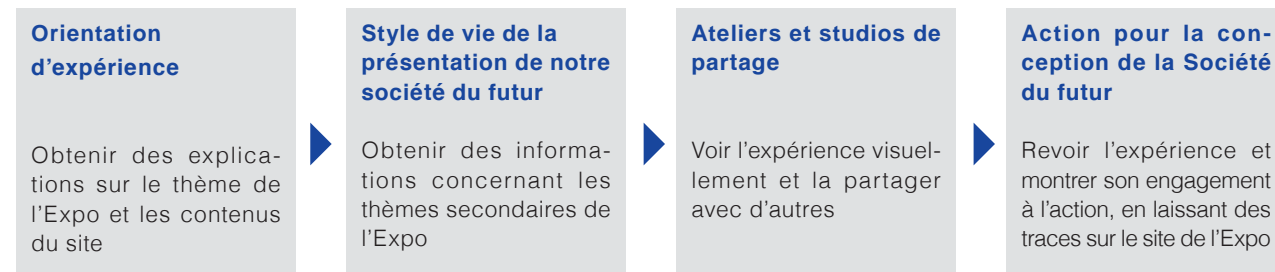 Orientation
d'expérience
Obtenir des explica-
tions sur le thème de
l'Expo et les contenus
du site
Style de vie de la
présentation de notre
société du futur
Obtenir des informa-
tions concernant les
thèmes secondaires de
l'Expo
Ateliers et studios de
partage
Voir l'expérience visuel-
lement et la partager
avec d'autres
Action pour la con-
ception de la Société
du futur
Revoir l'expérience et
montrer son engagement
à l'action, en laissant des
traces sur le site de l'Expo